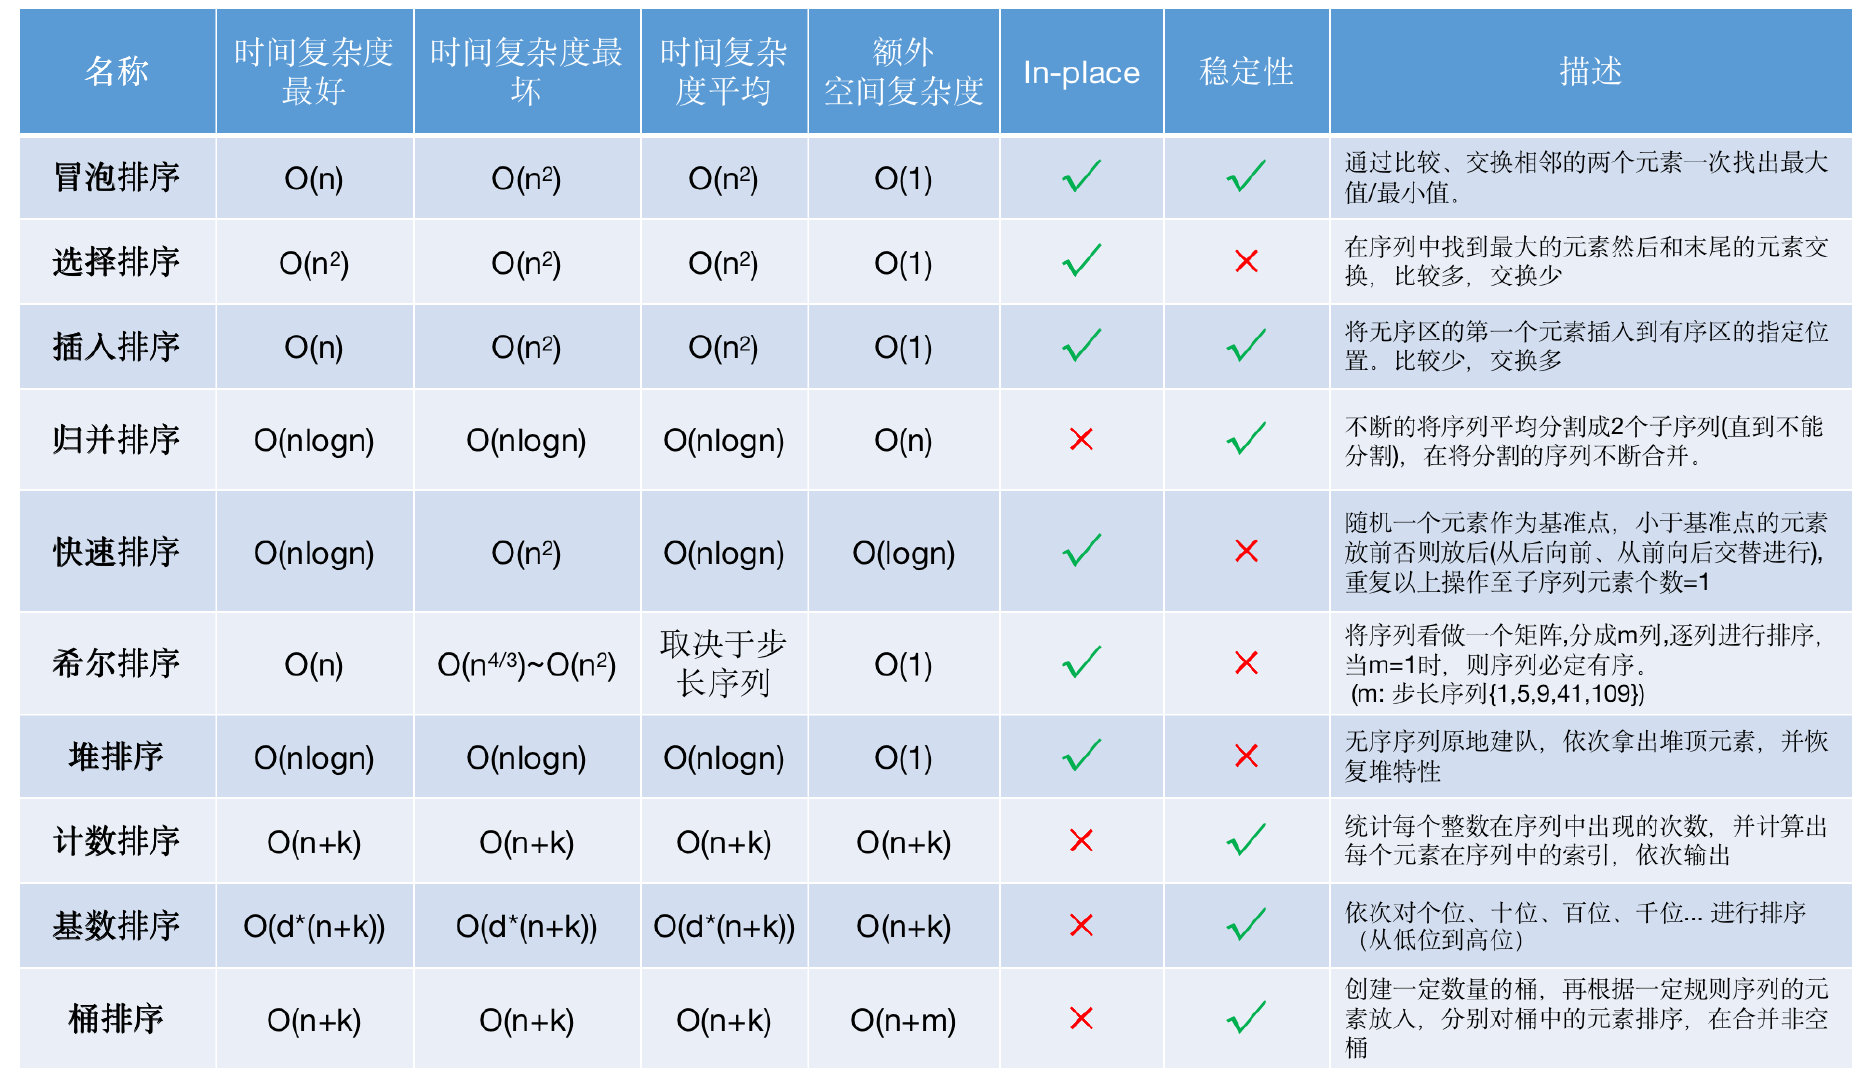 名称
时间复杂度
最好
时间复杂度最
坏
时间复杂
度平均
额外
空间复杂度
In-place
稳定性
描述
冒泡排序
O(n)
O(n²)
O(n²)
O(1)
✓
✓
通过比较、交换相邻的两个元素一次找出最大
值/最小值。
选择排序
O(n²)
O(n²)
O(n²)
O(1)
✓
×
在序列中找到最大的元素然后和末尾的元素交
换，比较多，交换少
插入排序
O(n)
O(n²)
O(n²)
O(1)
✓
✓
将无序区的第一个元素插入到有序区的指定位
置。比较少，交换多
归并排序
O(nlogn)
O(nlogn)
O(nlogn)
O(n)
×
✓
不断的将序列平均分割成2个子序列(直到不能
分割)，在将分割的序列不断合并。
快速排序
O(nlogn)
O(n²)
O(nlogn)
O(logn)
✓
×
随机一个元素作为基准点，小于基准点的元素
放前否则放后(从后向前、从前向后交替进行),
重复以上操作至子序列元素个数=1
希尔排序
O(n)
O(n⁴/³)~O(n²)
取决于步
长序列
O(1)
✓
×
将序列看做一个矩阵,分成m列,逐列进行排序，
当m=1时，则序列必定有序。
(m: 步长序列{1,5,9,41,109})
堆排序
O(nlogn)
O(nlogn)
O(nlogn)
O(1)
✓
×
无序序列原地建队，依次拿出堆顶元素，并恢
复堆特性
计数排序
O(n+k)
O(n+k)
O(n+k)
O(n+k)
×
✓
统计每个整数在序列中出现的次数，并计算出
每个元素在序列中的索引，依次输出
基数排序
O(d*(n+k))
O(d*(n+k))
O(d*(n+k))
O(n+k)
×
✓
依次对个位、十位、百位、千位... 进行排序
（从低位到高位）
桶排序
O(n+k)
O(n+k)
O(n+k)
O(n+m)
×
✓
创建一定数量的桶，再根据一定规则序列的元
素放入，分别对桶中的元素排序，在合并非空
桶